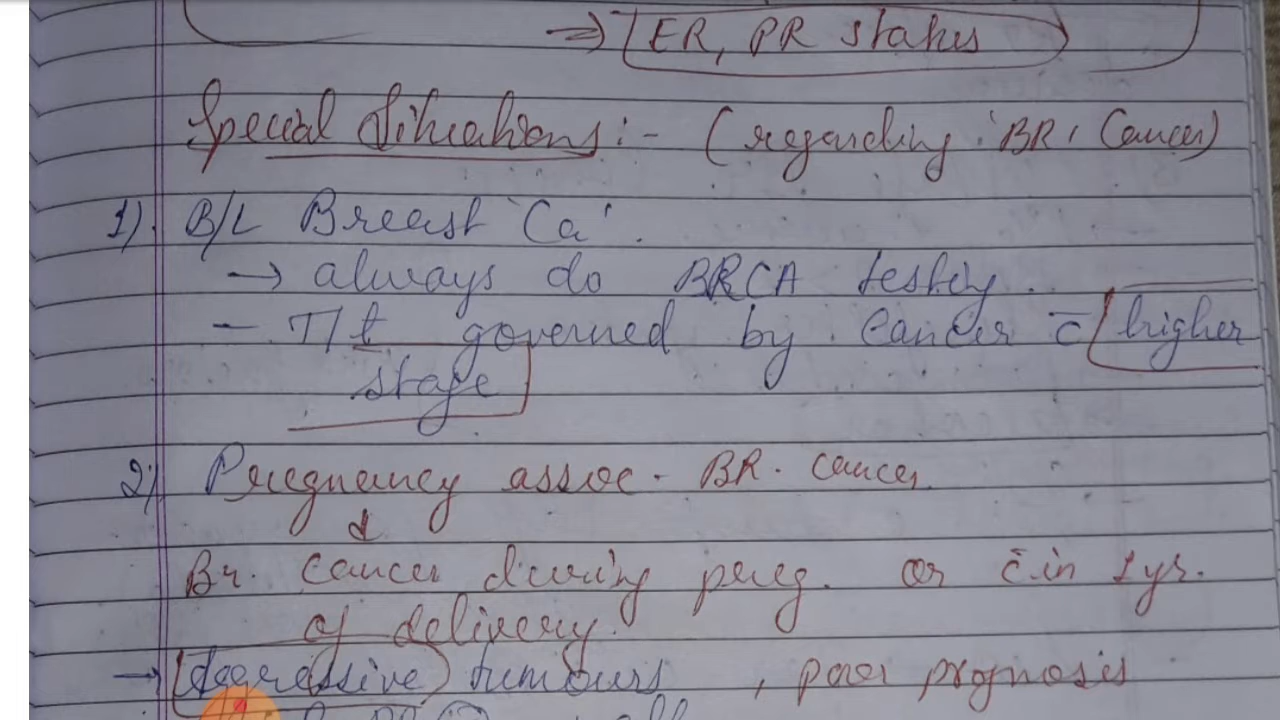 → ER, PR status
Special Situations :- (regarding BR. Cancer)
1) B/L Breast Ca.
→ always do BRCA testing.
- T/t governed by cancer c̄ higher
stage
2) Pregnancy assoc. BR. cancer
↓
Br. cancer during preg. or c̄in 1 yr.
of delivery.
→ Aggressive tumours, poor prognosis